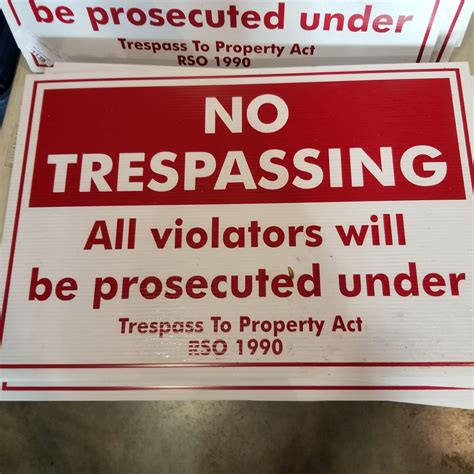 be prosecuted under
Trespass To Property Act
RSO 1990
NO
TRESPASSING
All violators will
be prosecuted under
Trespass To Property Act
RSO 1990